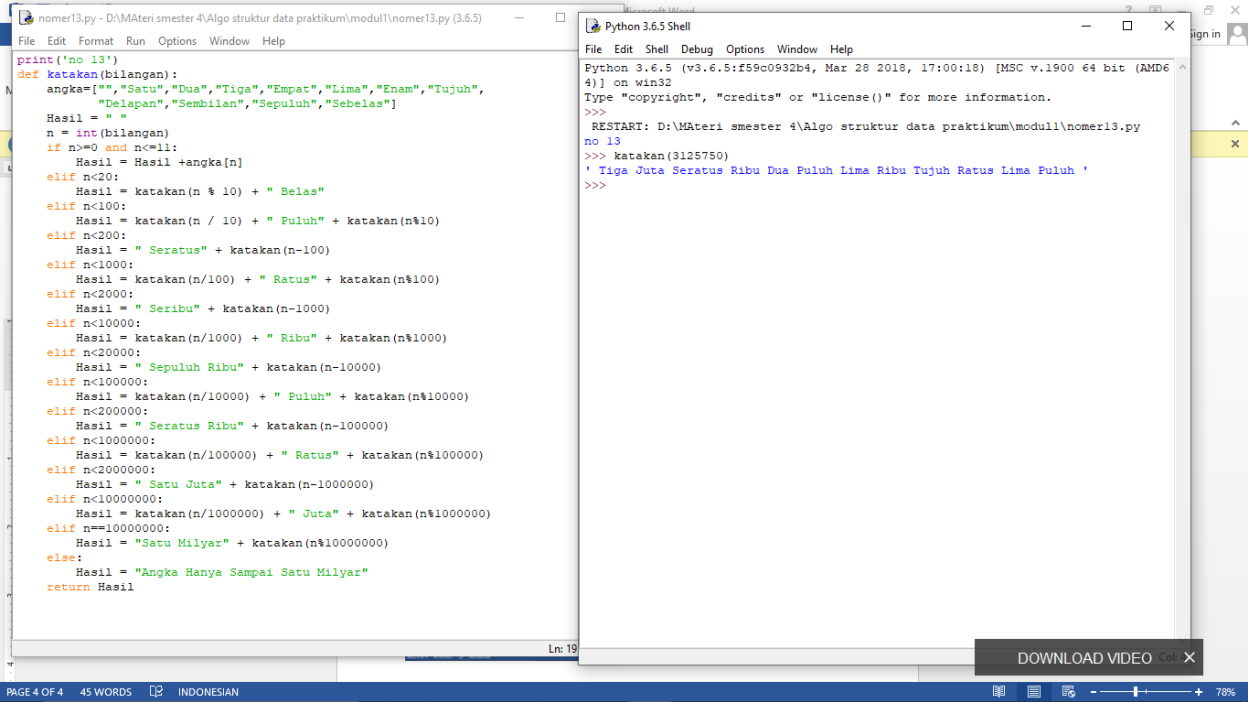 nomer13.py - D:\MAteri smester 4\Algo struktur data praktikum\modul1\nomer13.py (3.6.5)
File Edit Format Run Options Window Help
print('no 13')
def katakan(bilangan):
    angka=["","Satu","Dua","Tiga","Empat","Lima","Enam","Tujuh",
           "Delapan","Sembilan","Sepuluh","Sebelas"]
    Hasil = " "
    n = int(bilangan)
    if n>=0 and n<=11:
        Hasil = Hasil +angka[n]
    elif n<20:
        Hasil = katakan(n % 10) + " Belas"
    elif n<100:
        Hasil = katakan(n / 10) + " Puluh" + katakan(n%10)
    elif n<200:
        Hasil = " Seratus" + katakan(n-100)
    elif n<1000:
        Hasil = katakan(n/100) + " Ratus" + katakan(n%100)
    elif n<2000:
        Hasil = " Seribu" + katakan(n-1000)
    elif n<10000:
        Hasil = katakan(n/1000) + " Ribu" + katakan(n%1000)
    elif n<20000:
        Hasil = " Sepuluh Ribu" + katakan(n-10000)
    elif n<100000:
        Hasil = katakan(n/10000) + " Puluh" + katakan(n%10000)
    elif n<200000:
        Hasil = " Seratus Ribu" + katakan(n-100000)
    elif n<1000000:
        Hasil = katakan(n/100000) + " Ratus" + katakan(n%100000)
    elif n<2000000:
        Hasil = " Satu Juta" + katakan(n-1000000)
    elif n<10000000:
        Hasil = katakan(n/1000000) + " Juta" + katakan(n%1000000)
    elif n==10000000:
        Hasil = "Satu Milyar" + katakan(n%10000000)
    else:
        Hasil = "Angka Hanya Sampai Satu Milyar"
    return Hasil
Ln: 19
Microsoft Word
Sign in
Python 3.6.5 Shell
File Edit Shell Debug Options Window Help
Python 3.6.5 (v3.6.5:f59c0932b4, Mar 28 2018, 17:00:18) [MSC v.1900 64 bit (AMD6
4)] on win32
Type "copyright", "credits" or "license()" for more information.
>>>
 RESTART: D:\MAteri smester 4\Algo struktur data praktikum\modul1\nomer13.py
no 13
>>> katakan(3125750)
' Tiga Juta Seratus Ribu Dua Puluh Lima Ribu Tujuh Ratus Lima Puluh '
>>>
DOWNLOAD VIDEO
PAGE 4 OF 4 45 WORDS INDONESIAN
78%